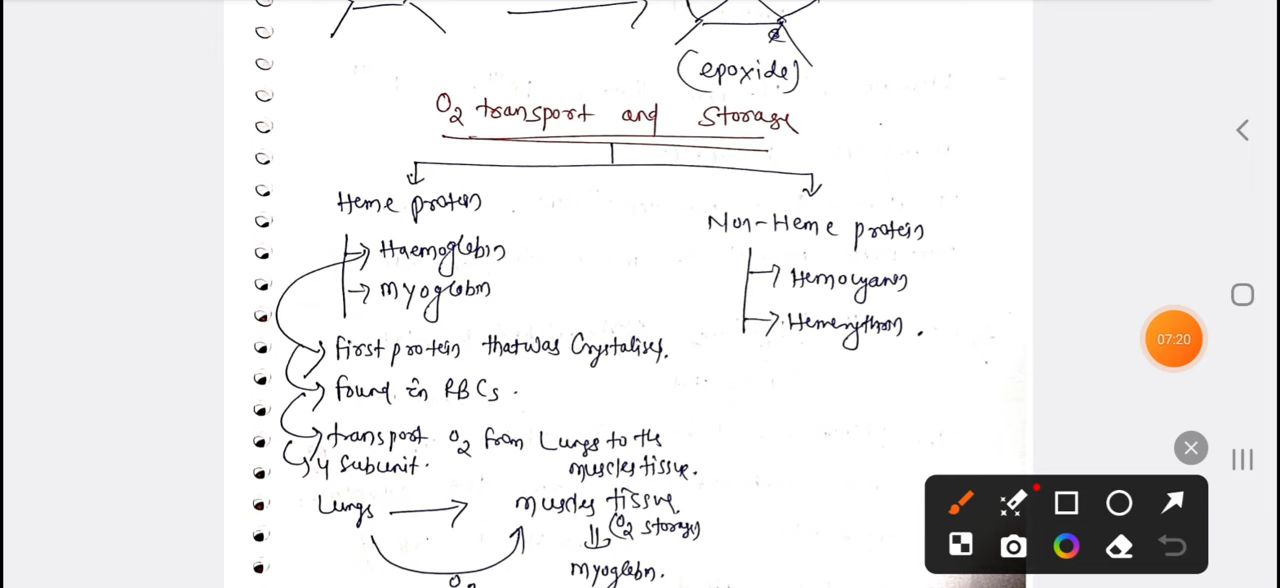 (epoxide)
O2 transport and Storage
Heme protein
Non-Heme protein
Haemoglobin
Hemocyanin
Myoglobin
Hemerythrin.
first protein that was Crystalises.
found in RBCs.
transport O2 from Lungs to the muscles tissue.
4 Subunit.
Lungs
muscles tissue
(O2 storage)
O2
myoglobin.
07:20